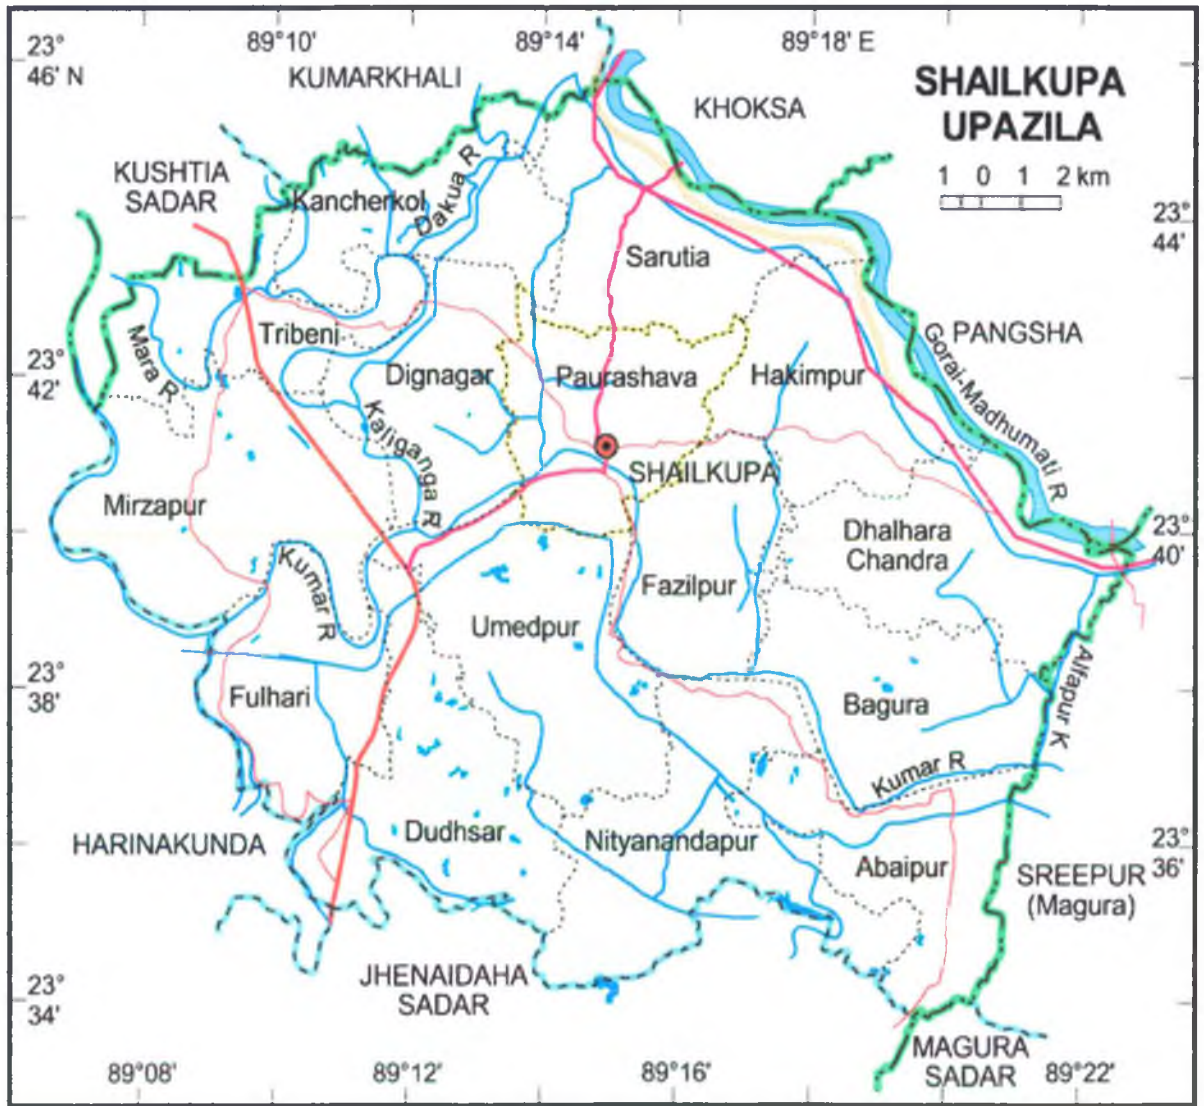 89°10'
89°14'
89°18' E
23°
46' N
KUMARKHALI
KHOKSA
SHAILKUPA
UPAZILA
1 0 1 2 km
KUSHTIA
SADAR
Kancherkol
Dakua R
23°
44'
Sarutia
Tribeni
Mara R
PANGSHA
Gorai-Madhumati R
23°
42'
Dignagar
Paurashava
Hakimpur
Kaliganga R
SHAILKUPA
Mirzapur
Dhalhara
Chandra
23°
40'
Kumar R
Fazilpur
Umedpur
23°
38'
Fulhari
Bagura
Alfapur K
Kumar R
HARINAKUNDA
Dudhsar
Nityanandapur
Abaipur
23°
36'
SREEPUR
(Magura)
JHENAIDAHA
SADAR
23°
34'
MAGURA
SADAR
89°08'
89°12'
89°16'
89°22'